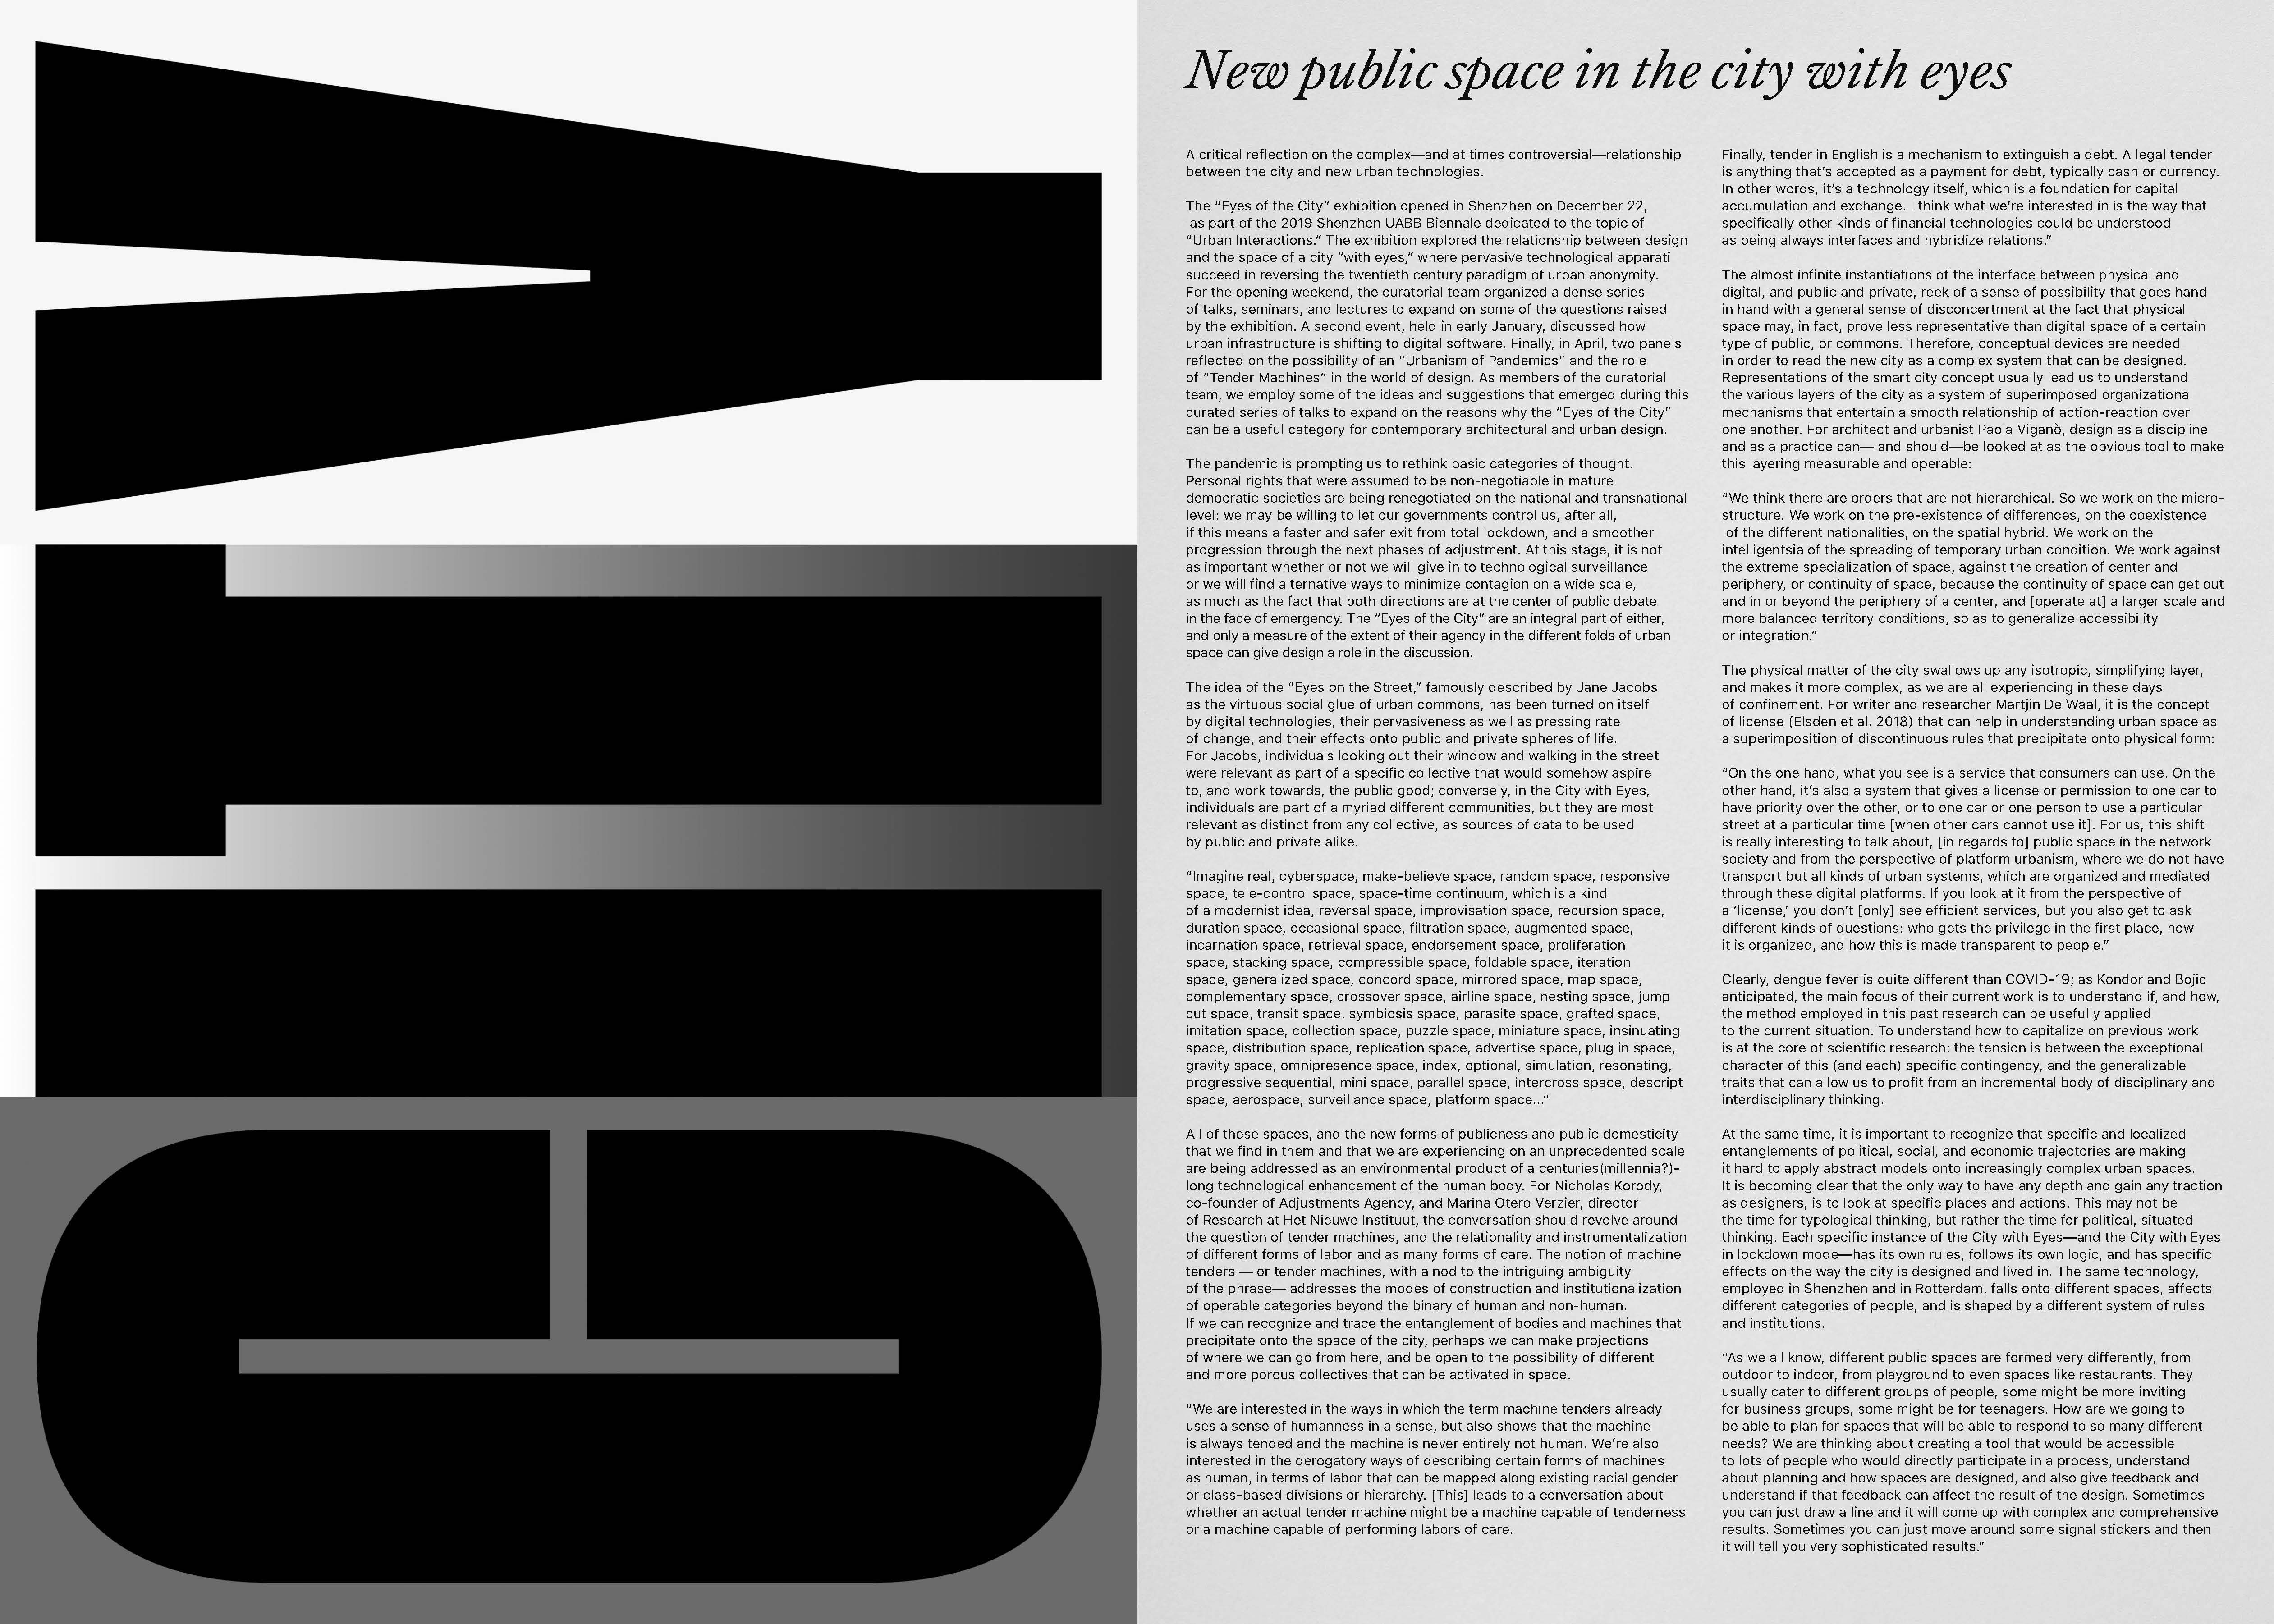 CITY
New public space in the city with eyes
A critical reflection on the complex—and at times controversial—relationship
between the city and new urban technologies.
The “Eyes of the City” exhibition opened in Shenzhen on December 22,
as part of the 2019 Shenzhen UABB Biennale dedicated to the topic of
“Urban Interactions.” The exhibition explored the relationship between design
and the space of a city “with eyes,” where pervasive technological apparati
succeed in reversing the twentieth century paradigm of urban anonymity.
For the opening weekend, the curatorial team organized a dense series
of talks, seminars, and lectures to expand on some of the questions raised
by the exhibition. A second event, held in early January, discussed how
urban infrastructure is shifting to digital software. Finally, in April, two panels
reflected on the possibility of an “Urbanism of Pandemics” and the role
of “Tender Machines” in the world of design. As members of the curatorial
team, we employ some of the ideas and suggestions that emerged during this
curated series of talks to expand on the reasons why the “Eyes of the City”
can be a useful category for contemporary architectural and urban design.
The pandemic is prompting us to rethink basic categories of thought.
Personal rights that were assumed to be non-negotiable in mature
democratic societies are being renegotiated on the national and transnational
level: we may be willing to let our governments control us, after all,
if this means a faster and safer exit from total lockdown, and a smoother
progression through the next phases of adjustment. At this stage, it is not
as important whether or not we will give in to technological surveillance
or we will find alternative ways to minimize contagion on a wide scale,
as much as the fact that both directions are at the center of public debate
in the face of emergency. The “Eyes of the City” are an integral part of either,
and only a measure of the extent of their agency in the different folds of urban
space can give design a role in the discussion.
The idea of the “Eyes on the Street,” famously described by Jane Jacobs
as the virtuous social glue of urban commons, has been turned on itself
by digital technologies, their pervasiveness as well as pressing rate
of change, and their effects onto public and private spheres of life.
For Jacobs, individuals looking out their window and walking in the street
were relevant as part of a specific collective that would somehow aspire
to, and work towards, the public good; conversely, in the City with Eyes,
individuals are part of a myriad different communities, but they are most
relevant as distinct from any collective, as sources of data to be used
by public and private alike.
“Imagine real, cyberspace, make-believe space, random space, responsive
space, tele-control space, space-time continuum, which is a kind
of a modernist idea, reversal space, improvisation space, recursion space,
duration space, occasional space, filtration space, augmented space,
incarnation space, retrieval space, endorsement space, proliferation
space, stacking space, compressible space, foldable space, iteration
space, generalized space, concord space, mirrored space, map space,
complementary space, crossover space, airline space, nesting space, jump
cut space, transit space, symbiosis space, parasite space, grafted space,
imitation space, collection space, puzzle space, miniature space, insinuating
space, distribution space, replication space, advertise space, plug in space,
gravity space, omnipresence space, index, optional, simulation, resonating,
progressive sequential, mini space, parallel space, intercross space, descript
space, aerospace, surveillance space, platform space…”
All of these spaces, and the new forms of publicness and public domesticity
that we find in them and that we are experiencing on an unprecedented scale
are being addressed as an environmental product of a centuries(millennia?)-
long technological enhancement of the human body. For Nicholas Korody,
co-founder of Adjustments Agency, and Marina Otero Verzier, director
of Research at Het Nieuwe Instituut, the conversation should revolve around
the question of tender machines, and the relationality and instrumentalization
of different forms of labor and as many forms of care. The notion of machine
tenders — or tender machines, with a nod to the intriguing ambiguity
of the phrase— addresses the modes of construction and institutionalization
of operable categories beyond the binary of human and non-human.
If we can recognize and trace the entanglement of bodies and machines that
precipitate onto the space of the city, perhaps we can make projections
of where we can go from here, and be open to the possibility of different
and more porous collectives that can be activated in space.
“We are interested in the ways in which the term machine tenders already
uses a sense of humanness in a sense, but also shows that the machine
is always tended and the machine is never entirely not human. We’re also
interested in the derogatory ways of describing certain forms of machines
as human, in terms of labor that can be mapped along existing racial gender
or class-based divisions or hierarchy. [This] leads to a conversation about
whether an actual tender machine might be a machine capable of tenderness
or a machine capable of performing labors of care.
Finally, tender in English is a mechanism to extinguish a debt. A legal tender
is anything that’s accepted as a payment for debt, typically cash or currency.
In other words, it’s a technology itself, which is a foundation for capital
accumulation and exchange. I think what we’re interested in is the way that
specifically other kinds of financial technologies could be understood
as being always interfaces and hybridize relations.”
The almost infinite instantiations of the interface between physical and
digital, and public and private, reek of a sense of possibility that goes hand
in hand with a general sense of disconcertment at the fact that physical
space may, in fact, prove less representative than digital space of a certain
type of public, or commons. Therefore, conceptual devices are needed
in order to read the new city as a complex system that can be designed.
Representations of the smart city concept usually lead us to understand
the various layers of the city as a system of superimposed organizational
mechanisms that entertain a smooth relationship of action-reaction over
one another. For architect and urbanist Paola Viganò, design as a discipline
and as a practice can— and should—be looked at as the obvious tool to make
this layering measurable and operable:
“We think there are orders that are not hierarchical. So we work on the micro-
structure. We work on the pre-existence of differences, on the coexistence
of the different nationalities, on the spatial hybrid. We work on the
intelligentsia of the spreading of temporary urban condition. We work against
the extreme specialization of space, against the creation of center and
periphery, or continuity of space, because the continuity of space can get out
and in or beyond the periphery of a center, and [operate at] a larger scale and
more balanced territory conditions, so as to generalize accessibility
or integration.”
The physical matter of the city swallows up any isotropic, simplifying layer,
and makes it more complex, as we are all experiencing in these days
of confinement. For writer and researcher Martjin De Waal, it is the concept
of license (Elsden et al. 2018) that can help in understanding urban space as
a superimposition of discontinuous rules that precipitate onto physical form:
“On the one hand, what you see is a service that consumers can use. On the
other hand, it’s also a system that gives a license or permission to one car to
have priority over the other, or to one car or one person to use a particular
street at a particular time [when other cars cannot use it]. For us, this shift
is really interesting to talk about, [in regards to] public space in the network
society and from the perspective of platform urbanism, where we do not have
transport but all kinds of urban systems, which are organized and mediated
through these digital platforms. If you look at it from the perspective of
a ‘license,’ you don’t [only] see efficient services, but you also get to ask
different kinds of questions: who gets the privilege in the first place, how
it is organized, and how this is made transparent to people.”
Clearly, dengue fever is quite different than COVID-19; as Kondor and Bojic
anticipated, the main focus of their current work is to understand if, and how,
the method employed in this past research can be usefully applied
to the current situation. To understand how to capitalize on previous work
is at the core of scientific research: the tension is between the exceptional
character of this (and each) specific contingency, and the generalizable
traits that can allow us to profit from an incremental body of disciplinary and
interdisciplinary thinking.
At the same time, it is important to recognize that specific and localized
entanglements of political, social, and economic trajectories are making
it hard to apply abstract models onto increasingly complex urban spaces.
It is becoming clear that the only way to have any depth and gain any traction
as designers, is to look at specific places and actions. This may not be
the time for typological thinking, but rather the time for political, situated
thinking. Each specific instance of the City with Eyes—and the City with Eyes
in lockdown mode—has its own rules, follows its own logic, and has specific
effects on the way the city is designed and lived in. The same technology,
employed in Shenzhen and in Rotterdam, falls onto different spaces, affects
different categories of people, and is shaped by a different system of rules
and institutions.
“As we all know, different public spaces are formed very differently, from
outdoor to indoor, from playground to even spaces like restaurants. They
usually cater to different groups of people, some might be more inviting
for business groups, some might be for teenagers. How are we going to
be able to plan for spaces that will be able to respond to so many different
needs? We are thinking about creating a tool that would be accessible
to lots of people who would directly participate in a process, understand
about planning and how spaces are designed, and also give feedback and
understand if that feedback can affect the result of the design. Sometimes
you can just draw a line and it will come up with complex and comprehensive
results. Sometimes you can just move around some signal stickers and then
it will tell you very sophisticated results.”